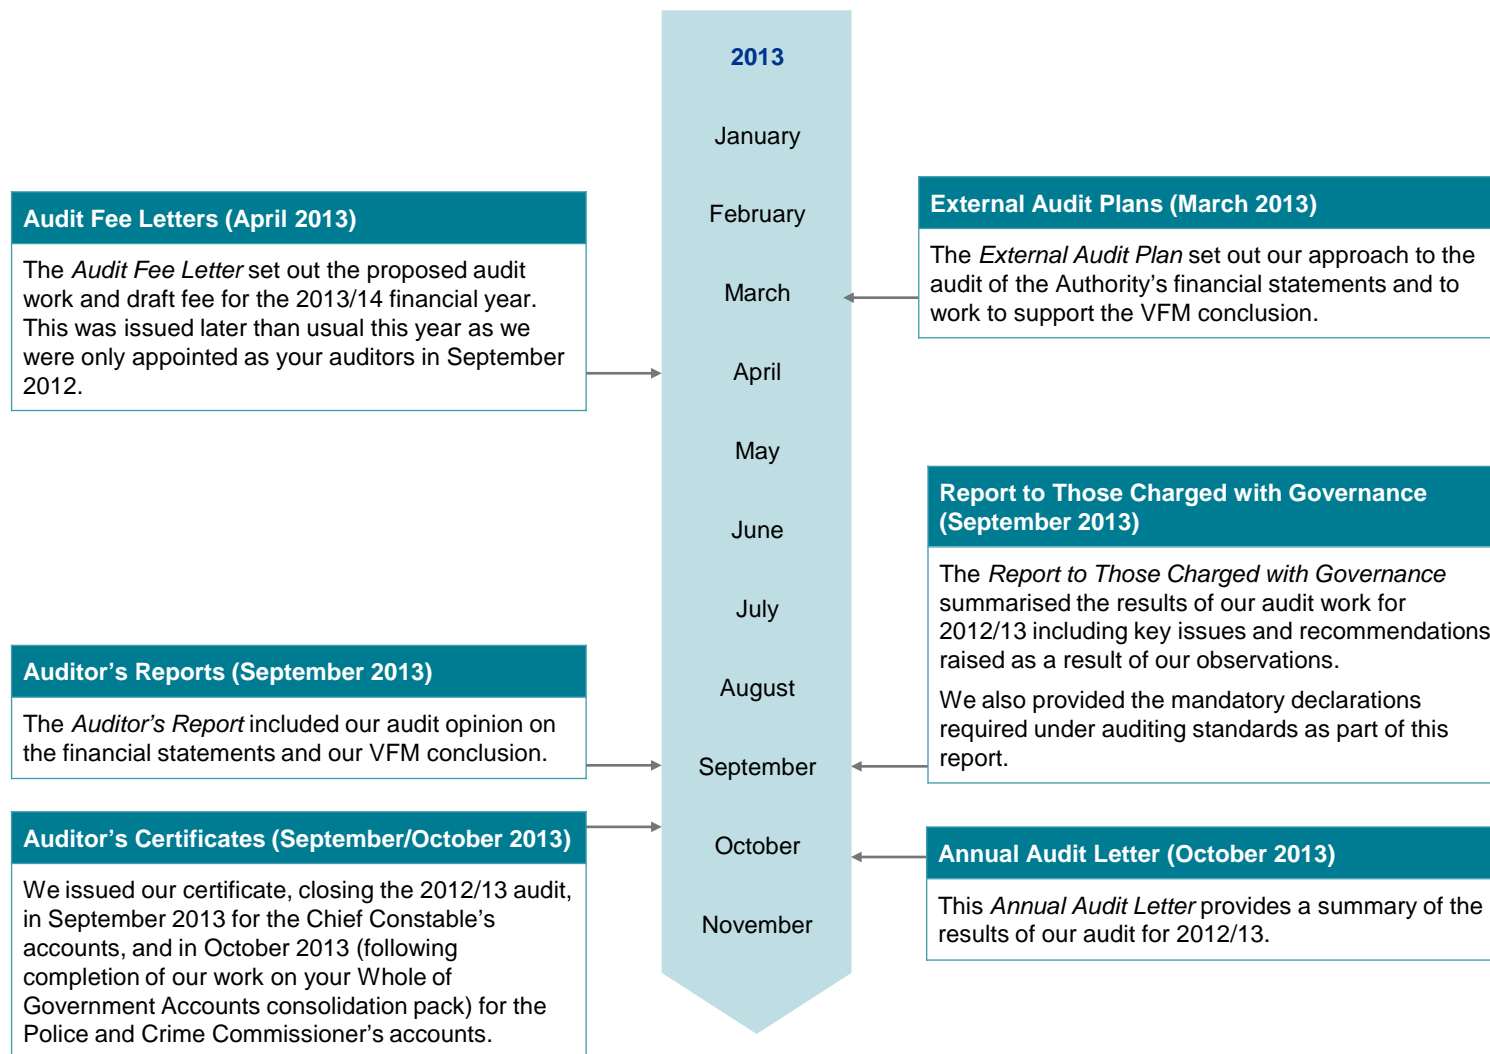 2013
January
February
March
April
May
June
July
August
September
October
November
Audit Fee Letters (April 2013)
The Audit Fee Letter set out the proposed audit
work and draft fee for the 2013/14 financial year.
This was issued later than usual this year as we
were only appointed as your auditors in September
2012.
Auditor’s Reports (September 2013)
The Auditor’s Report included our audit opinion on
the financial statements and our VFM conclusion.
Auditor’s Certificates (September/October 2013)
We issued our certificate, closing the 2012/13 audit,
in September 2013 for the Chief Constable’s
accounts, and in October 2013 (following
completion of our work on your Whole of
Government Accounts consolidation pack) for the
Police and Crime Commissioner’s accounts.
External Audit Plans (March 2013)
The External Audit Plan set out our approach to the
audit of the Authority’s financial statements and to
work to support the VFM conclusion.
Report to Those Charged with Governance
(September 2013)
The Report to Those Charged with Governance
summarised the results of our audit work for
2012/13 including key issues and recommendations
raised as a result of our observations.
We also provided the mandatory declarations
required under auditing standards as part of this
report.
Annual Audit Letter (October 2013)
This Annual Audit Letter provides a summary of the
results of our audit for 2012/13.